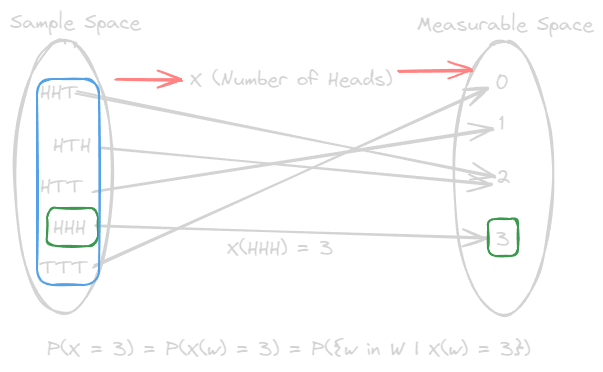 Sample Space
Measurable Space
X (Number of Heads)
HHT
HTH
HTT
HHH
TTT
0
1
2
3
X(HHH) = 3
P(X = 3) = P(X(w) = 3) = P({w in W | X(w) = 3})